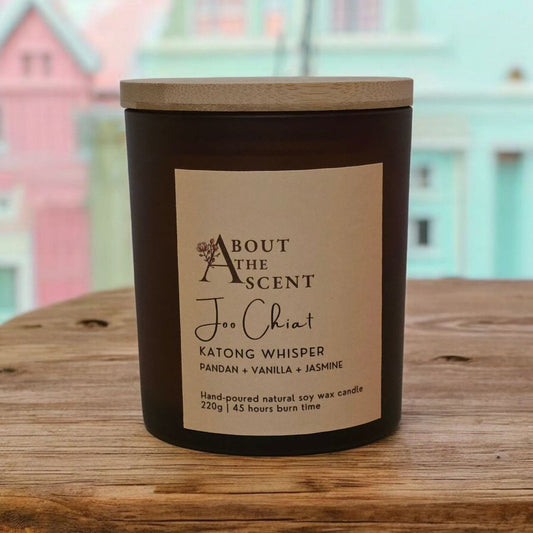 ABOUT
THE
SCENT
Joo Chiat
KATONG WHISPER
PANDAN + VANILLA + JASMINE
Hand-poured natural soy wax candle
220g | 45 hours burn time